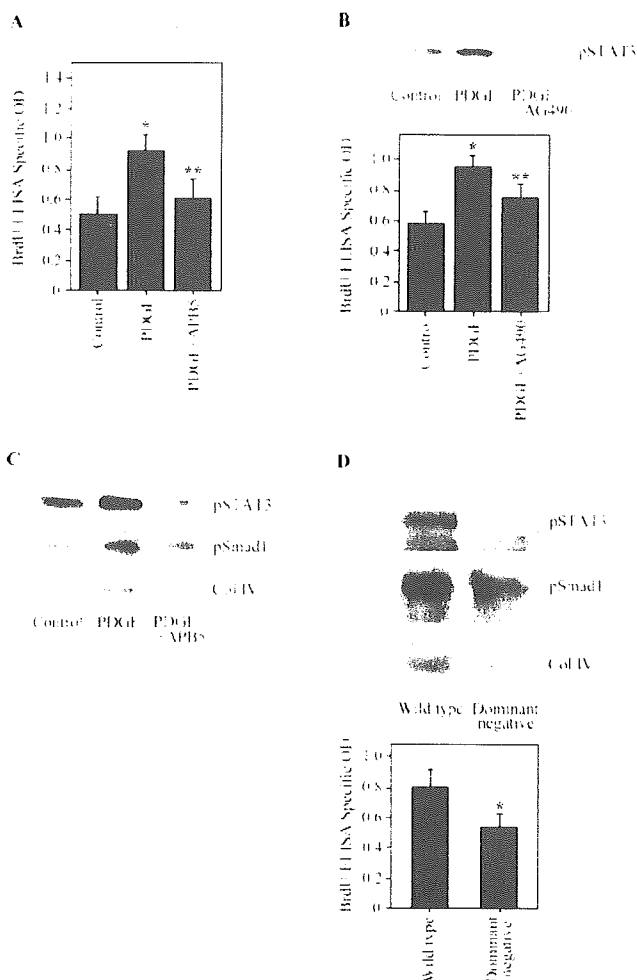 A
BrdU ELISA Specific OD
1.4
1.2
1.0
0.8
0.6
0.4
0.2
0
*
**
Control
PDGF
PDGF+APB5
B
pSTAT3
Control PDGF PDGF
+AG490
BrdU ELISA Specific OD
1.0
0.8
0.6
0.4
0.2
0
*
**
Control
PDGF
PDGF+AG490
C
pSTAT3
pSmad1
Col IV
Control PDGF PDGF
+APB5
D
pSTAT3
pSmad1
Col IV
Wild type Dominant
negative
BrdU ELISA Specific OD
1.0
0.8
0.6
0.4
0.2
0
*
Wild type
Dominant
negative